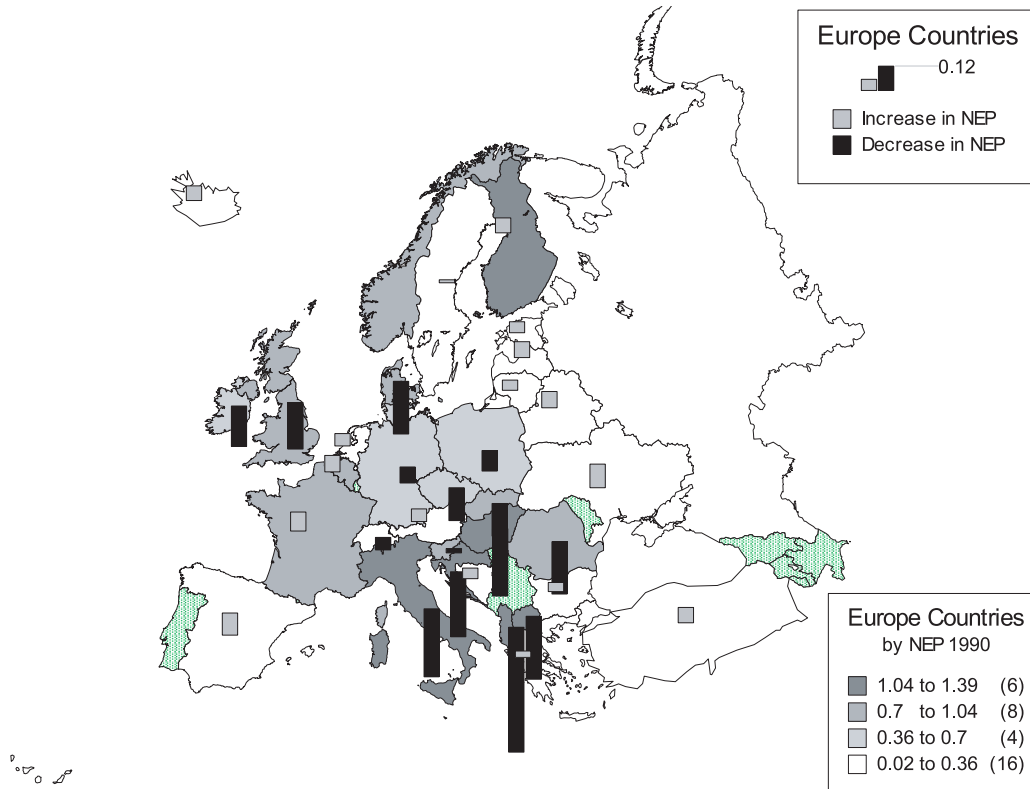 Europe Countries
0.12
Increase in NEP
Decrease in NEP
Europe Countries
by NEP 1990
1.04 to 1.39 (6)
0.7 to 1.04 (8)
0.36 to 0.7 (4)
0.02 to 0.36 (16)